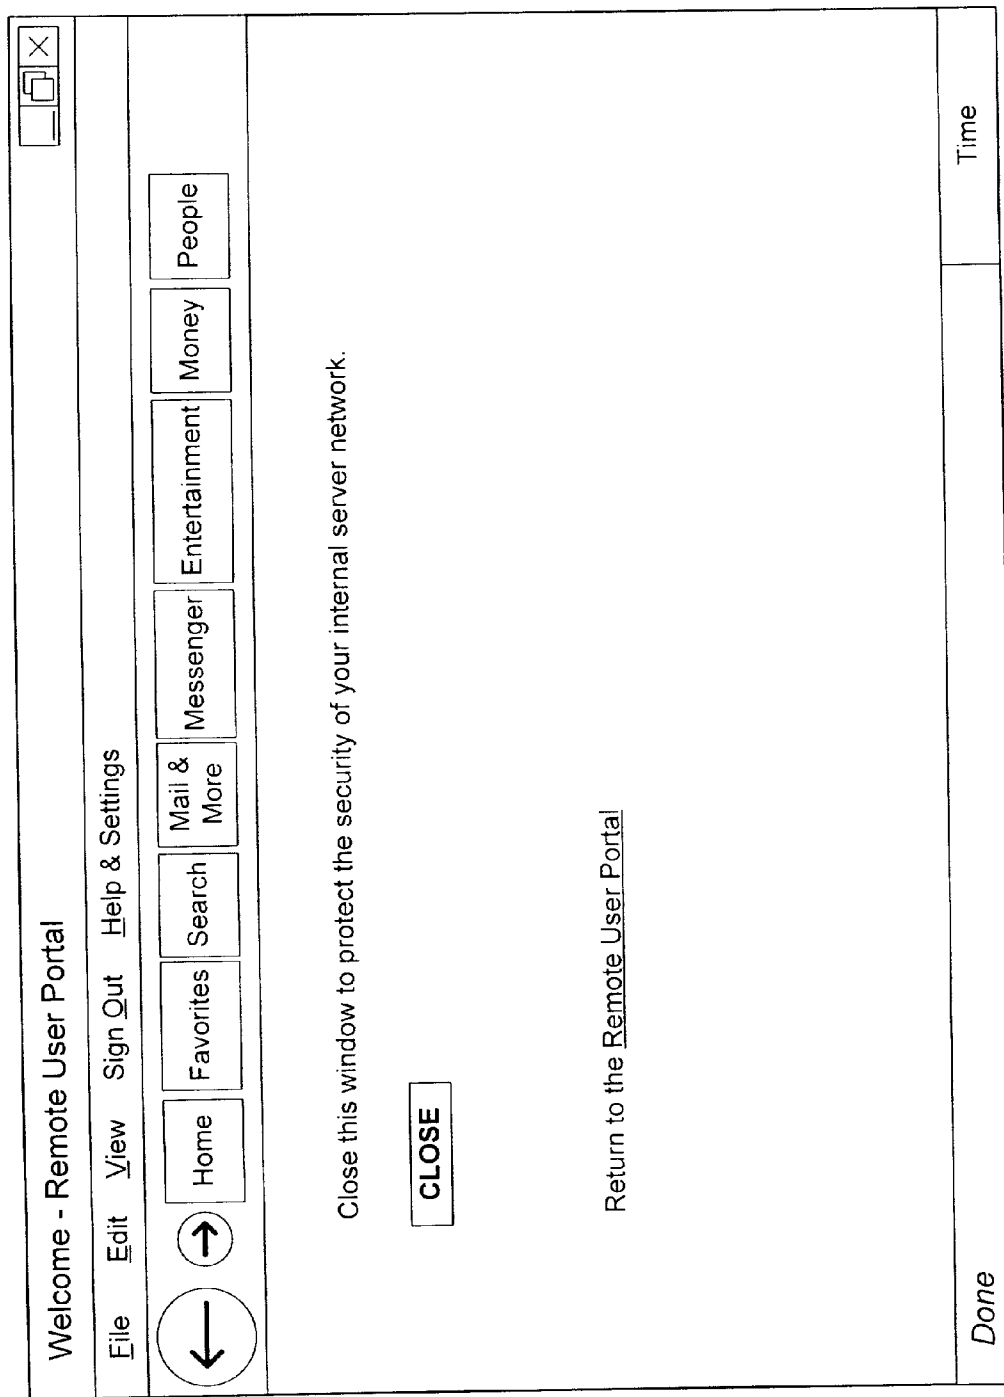 Welcome - Remote User Portal
File Edit View Sign Out Help & Settings
Home Favorites Search Mail & More Messenger Entertainment Money People
Close this window to protect the security of your internal server network.
CLOSE
Return to the Remote User Portal
Done Time